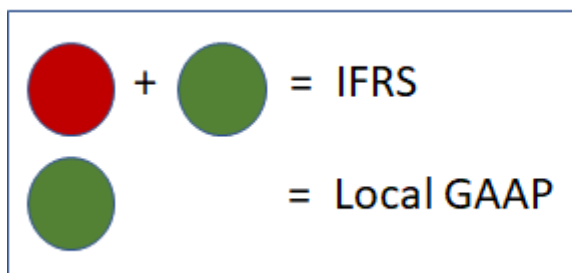 + = IFRS
= Local GAAP